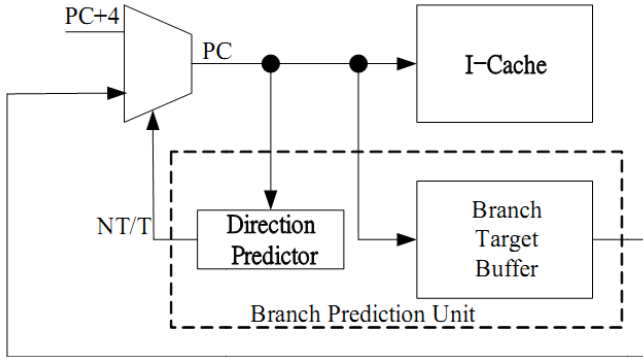 PC+4
PC
I-Cache
NT/T
Direction
Predictor
Branch
Target
Buffer
Branch Prediction Unit